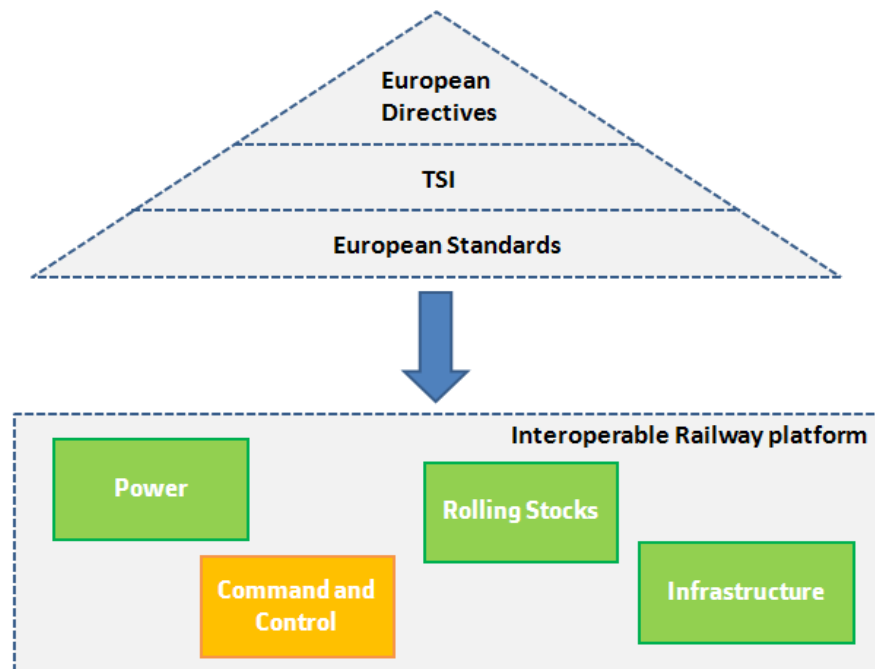 European
Directives
TSI
European Standards
Interoperable Railway platform
Power
Rolling Stocks
Command and
Control
Infrastructure